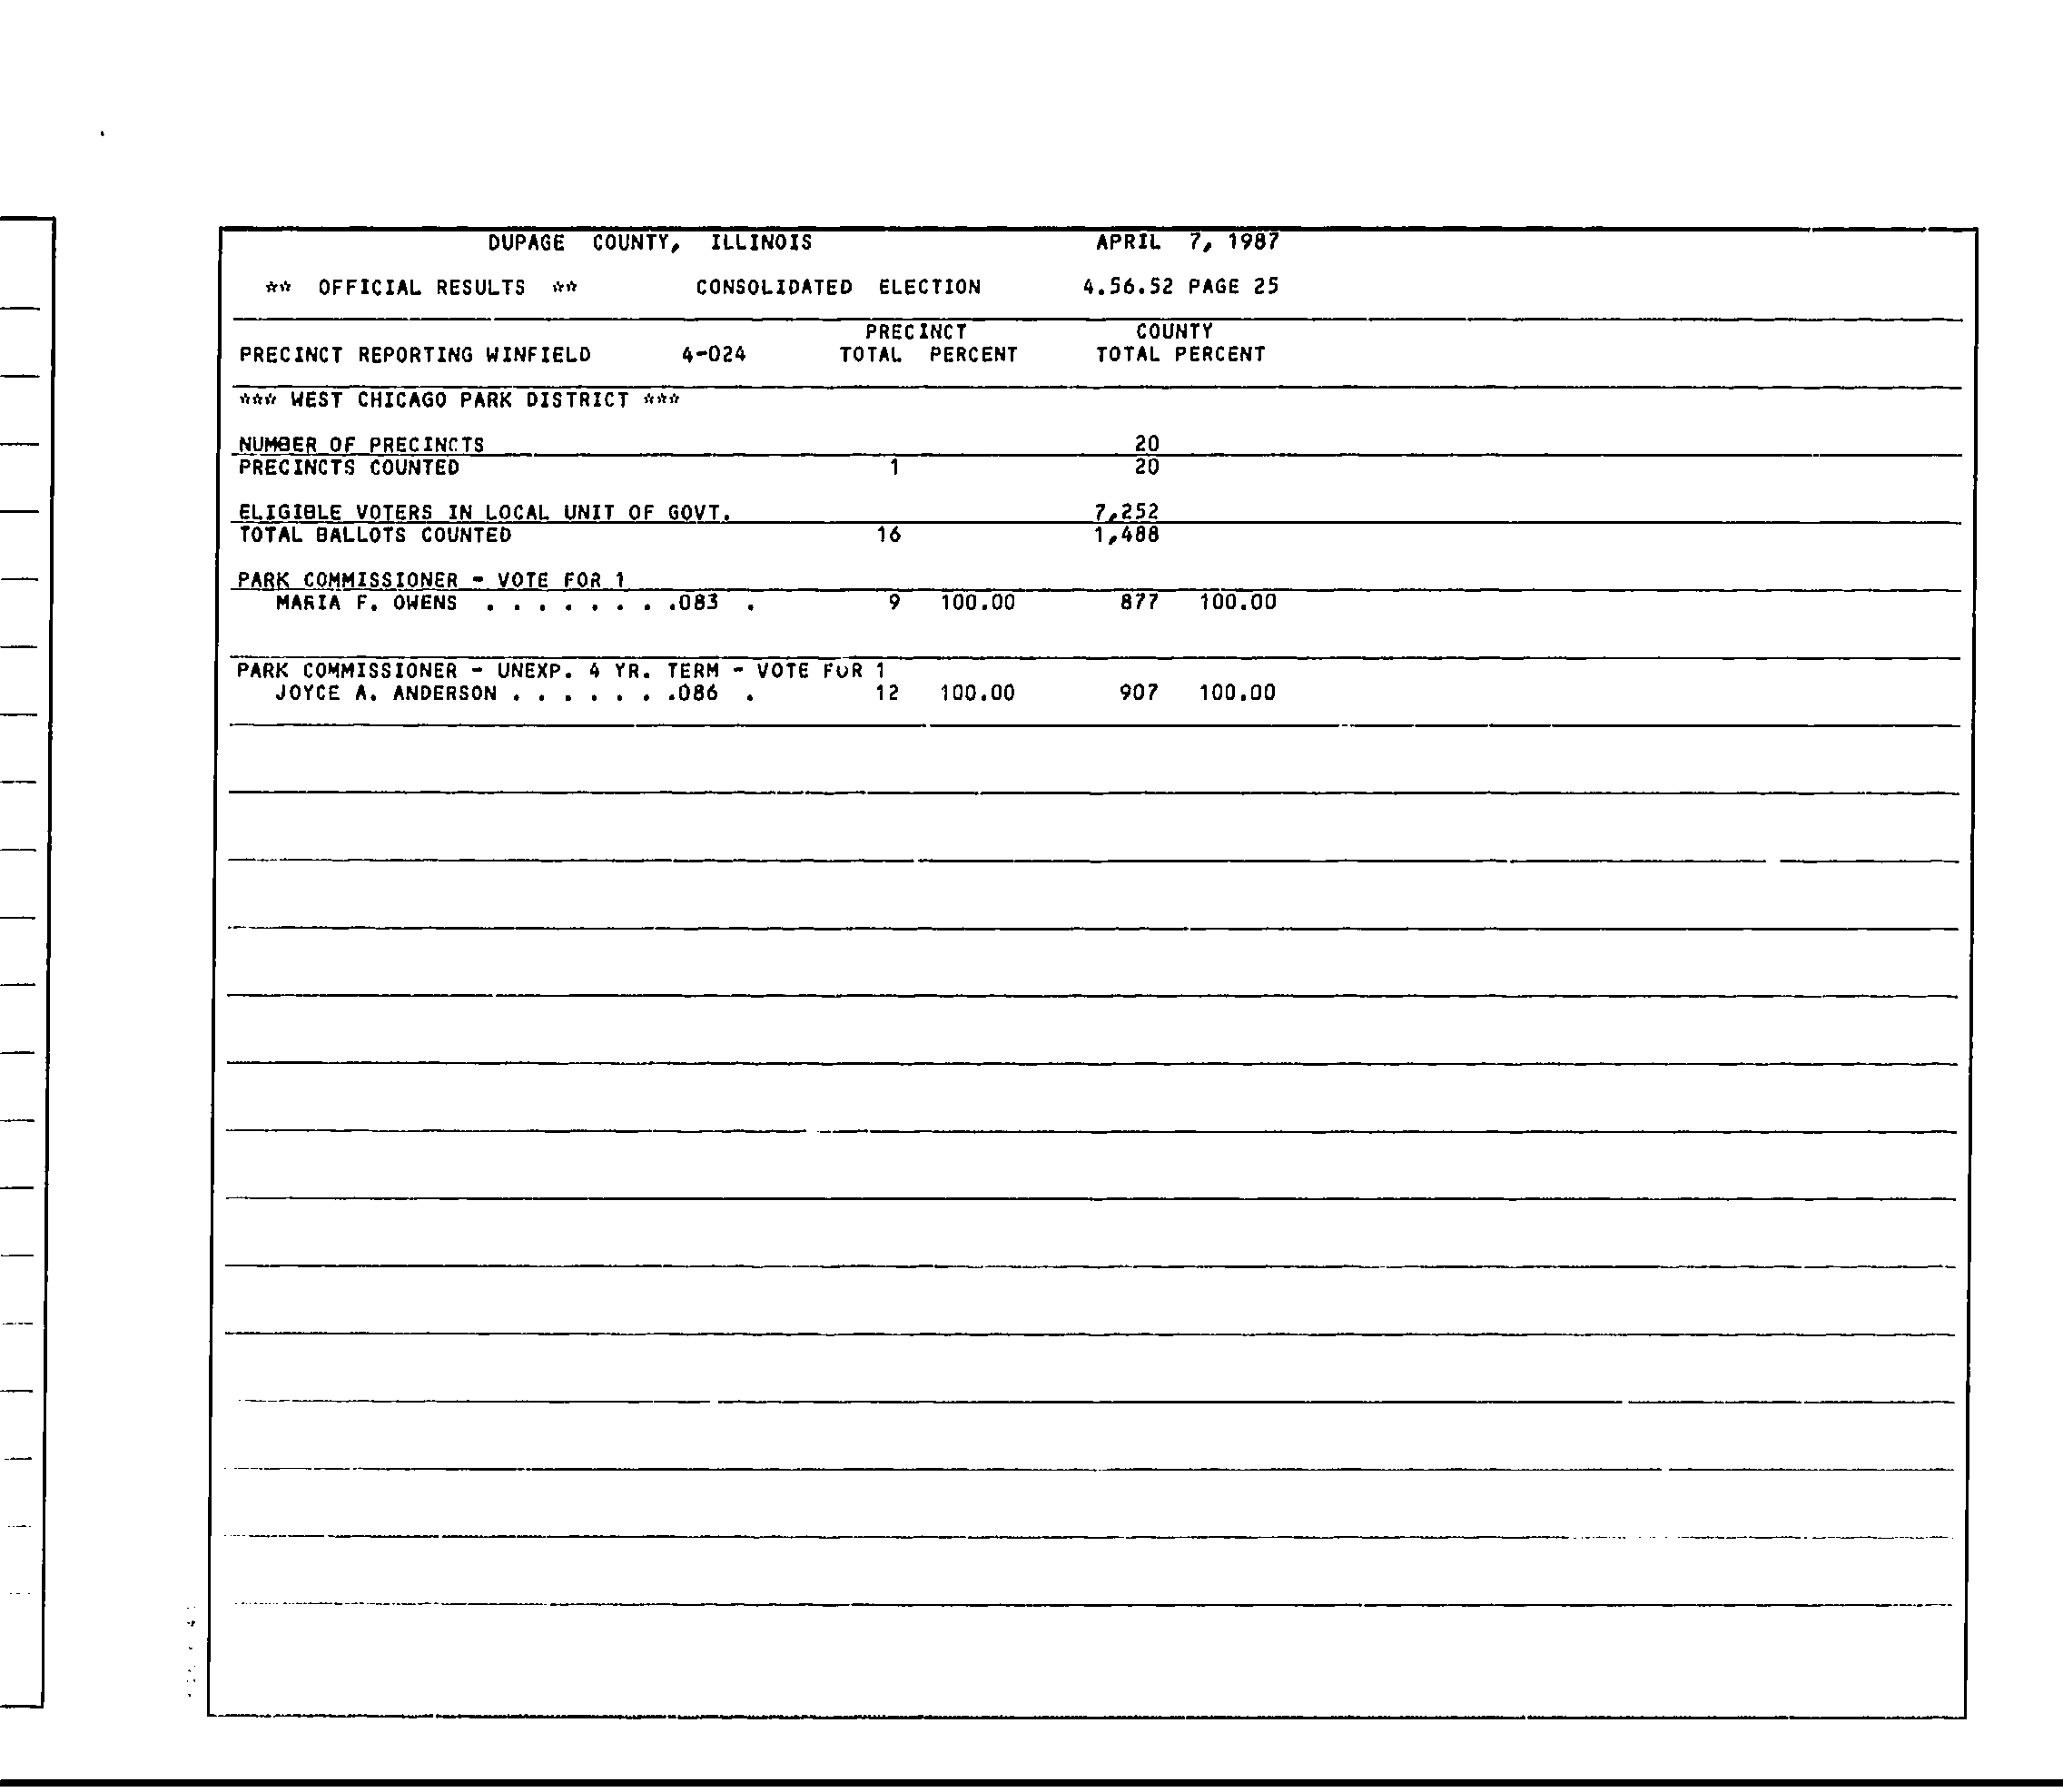 DUPAGE COUNTY, ILLINOIS APRIL 7, 1987
** OFFICIAL RESULTS ** CONSOLIDATED ELECTION 4.56.52 PAGE 25
PRECINCT COUNTY
PRECINCT REPORTING WINFIELD 4-024 TOTAL PERCENT TOTAL PERCENT
*** WEST CHICAGO PARK DISTRICT ***
NUMBER OF PRECINCTS 20
PRECINCTS COUNTED 1 20
ELIGIBLE VOTERS IN LOCAL UNIT OF GOVT. 7,252
TOTAL BALLOTS COUNTED 16 1,488
PARK COMMISSIONER - VOTE FOR 1
MARIA F. OWENS . . . . . . . .083 . 9 100.00 877 100.00
PARK COMMISSIONER - UNEXP. 4 YR. TERM - VOTE FOR 1
JOYCE A. ANDERSON . . . . . . .086 . 12 100.00 907 100.00